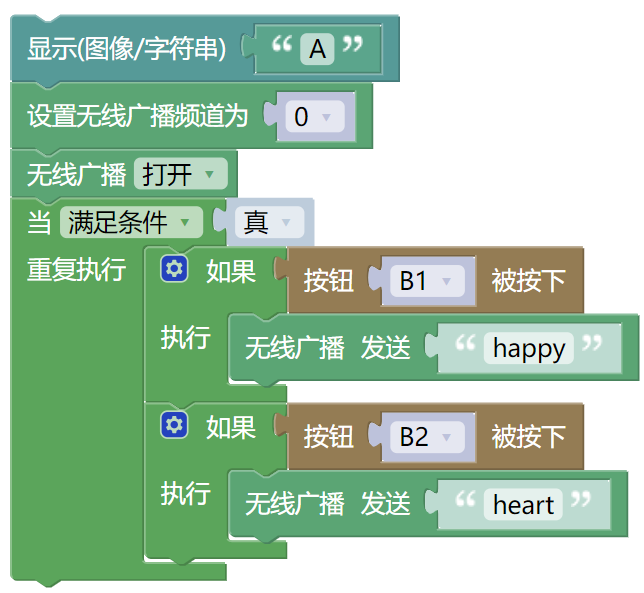 显示(图像/字符串) “ A ”
设置无线广播频道为 0
无线广播 打开
当 满足条件 真
重复执行 如果 按钮 B1 被按下
执行 无线广播 发送 “ happy ”
如果 按钮 B2 被按下
执行 无线广播 发送 “ heart ”